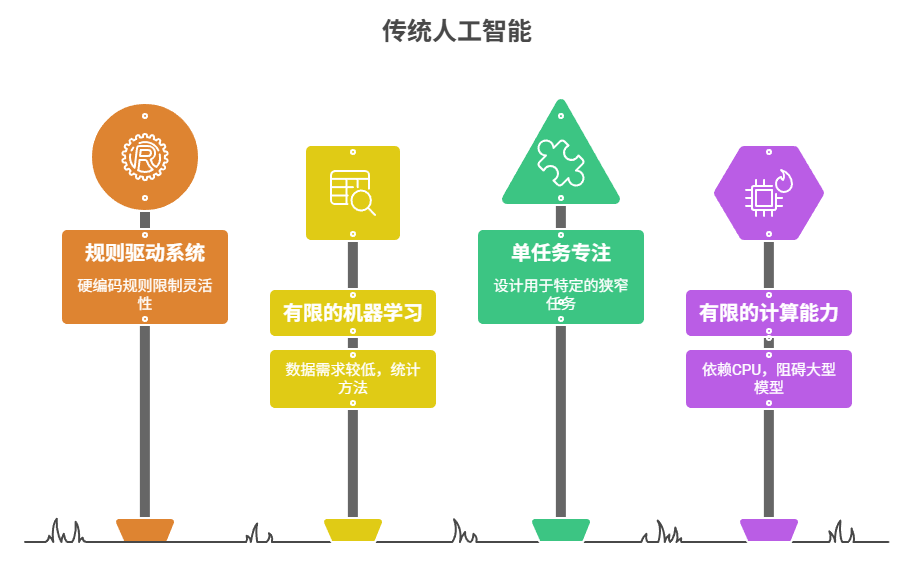 传统人工智能
R
规则驱动系统
硬编码规则限制灵活
性
有限的机器学习
数据需求较低，统计
方法
单任务专注
设计用于特定的狭窄
任务
有限的计算能力
依赖CPU，阻碍大型
模型